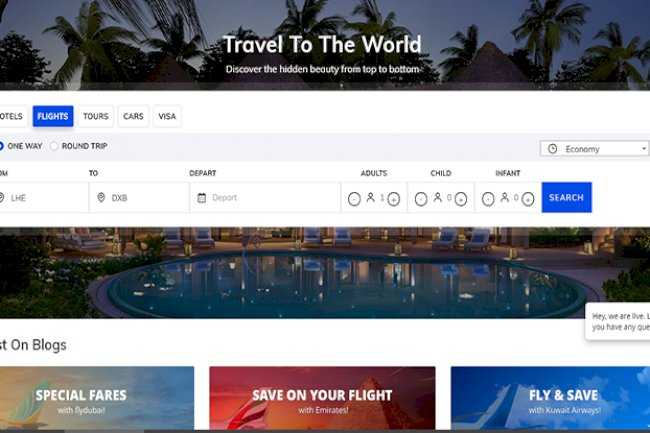 Travel To The World
Discover the hidden beauty from top to bottom
OTELS FLIGHTS TOURS CARS VISA
ONE WAY ROUND TRIP Economy
OM TO DEPART ADULTS CHILD INFANT
LHE DXB Depart - 1 + - 0 + - 0 + SEARCH
Hey, we are live. L
you have any que
st On Blogs
SPECIAL FARES SAVE ON YOUR FLIGHT FLY & SAVE
with flydubai! with Emirates! with Kuwait Airways!